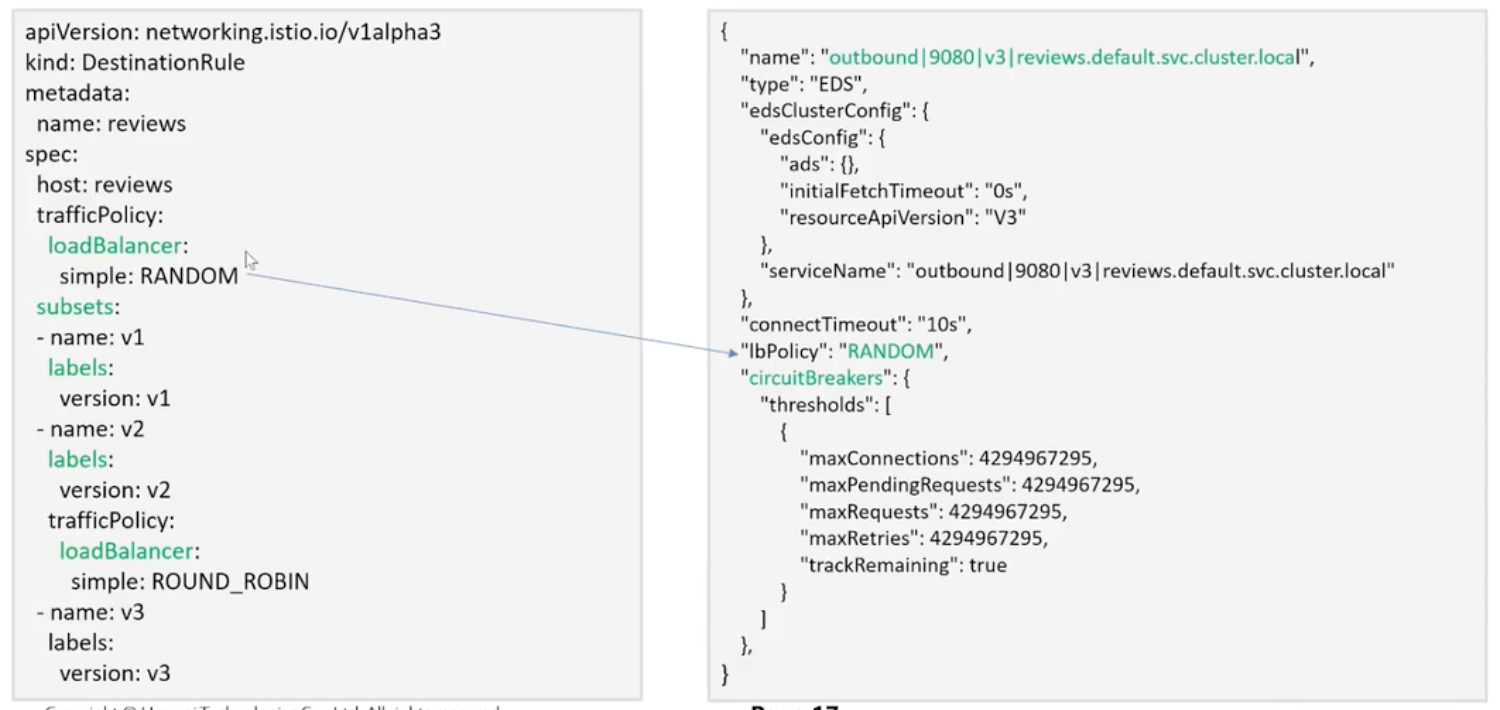 apiVersion: networking.istio.io/v1alpha3
kind: DestinationRule
metadata:
  name: reviews
spec:
  host: reviews
  trafficPolicy:
    loadBalancer:
      simple: RANDOM
  subsets:
  - name: v1
    labels:
      version: v1
  - name: v2
    labels:
      version: v2
    trafficPolicy:
      loadBalancer:
        simple: ROUND_ROBIN
  - name: v3
    labels:
      version: v3
{
  "name": "outbound|9080|v3|reviews.default.svc.cluster.local",
  "type": "EDS",
  "edsClusterConfig": {
    "edsConfig": {
      "ads": {},
      "initialFetchTimeout": "0s",
      "resourceApiVersion": "V3"
    },
    "serviceName": "outbound|9080|v3|reviews.default.svc.cluster.local"
  },
  "connectTimeout": "10s",
  "lbPolicy": "RANDOM",
  "circuitBreakers": {
    "thresholds": [
      {
        "maxConnections": 4294967295,
        "maxPendingRequests": 4294967295,
        "maxRequests": 4294967295,
        "maxRetries": 4294967295,
        "trackRemaining": true
      }
    ]
  },
}
Page 17